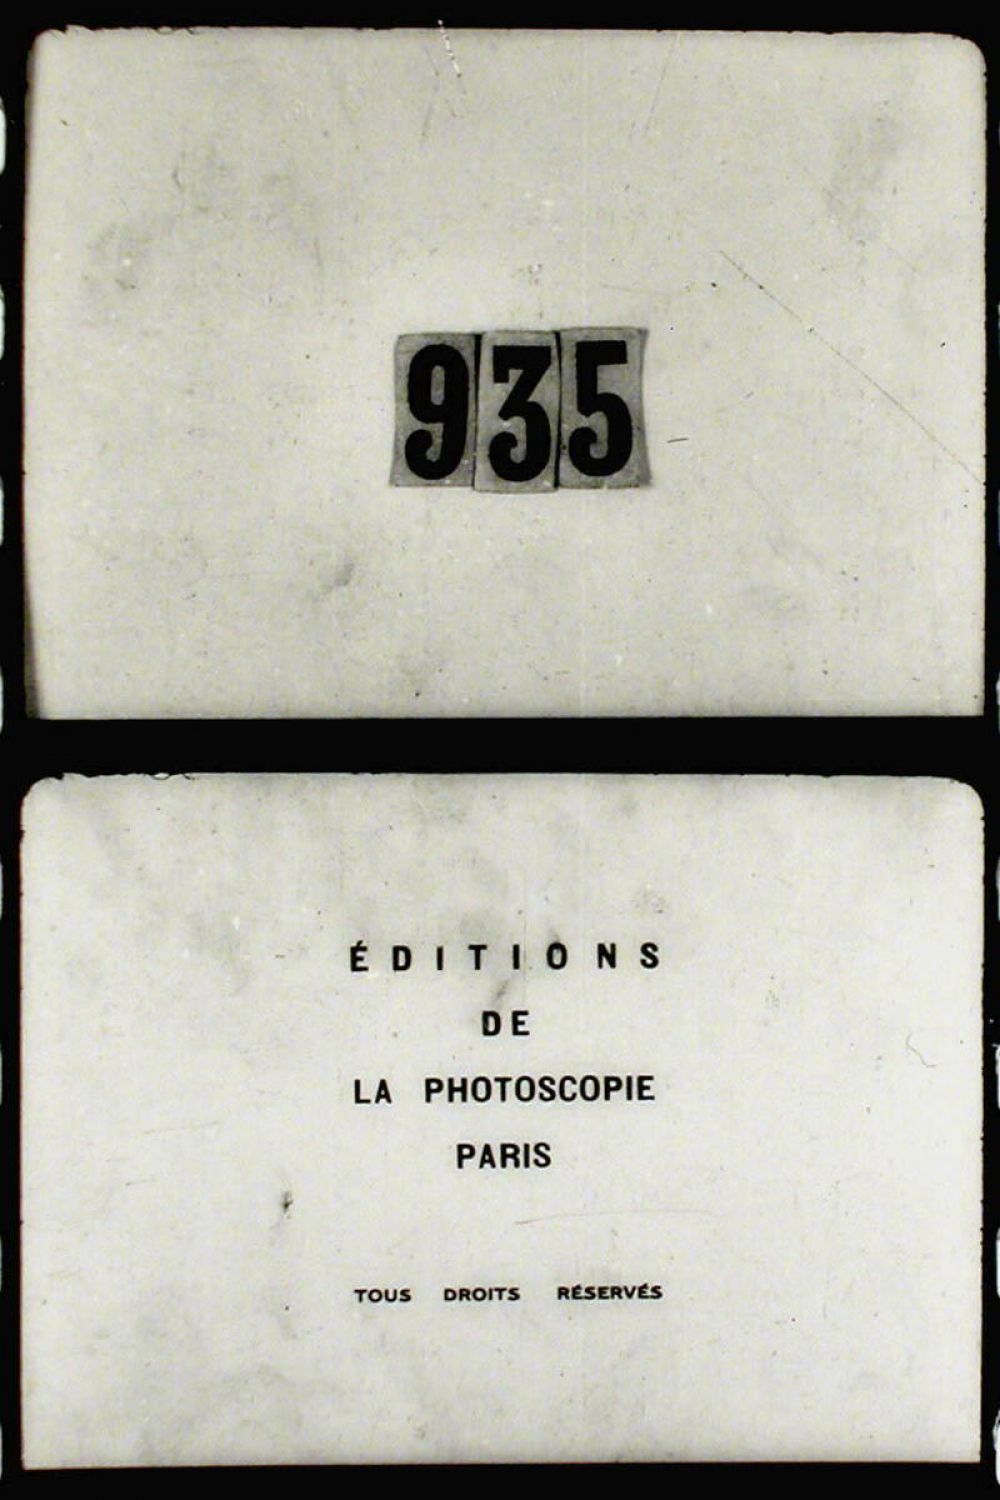 935
ÉDITIONS
DE
LA PHOTOSCOPIE
PARIS
TOUS DROITS RÉSERVÉS